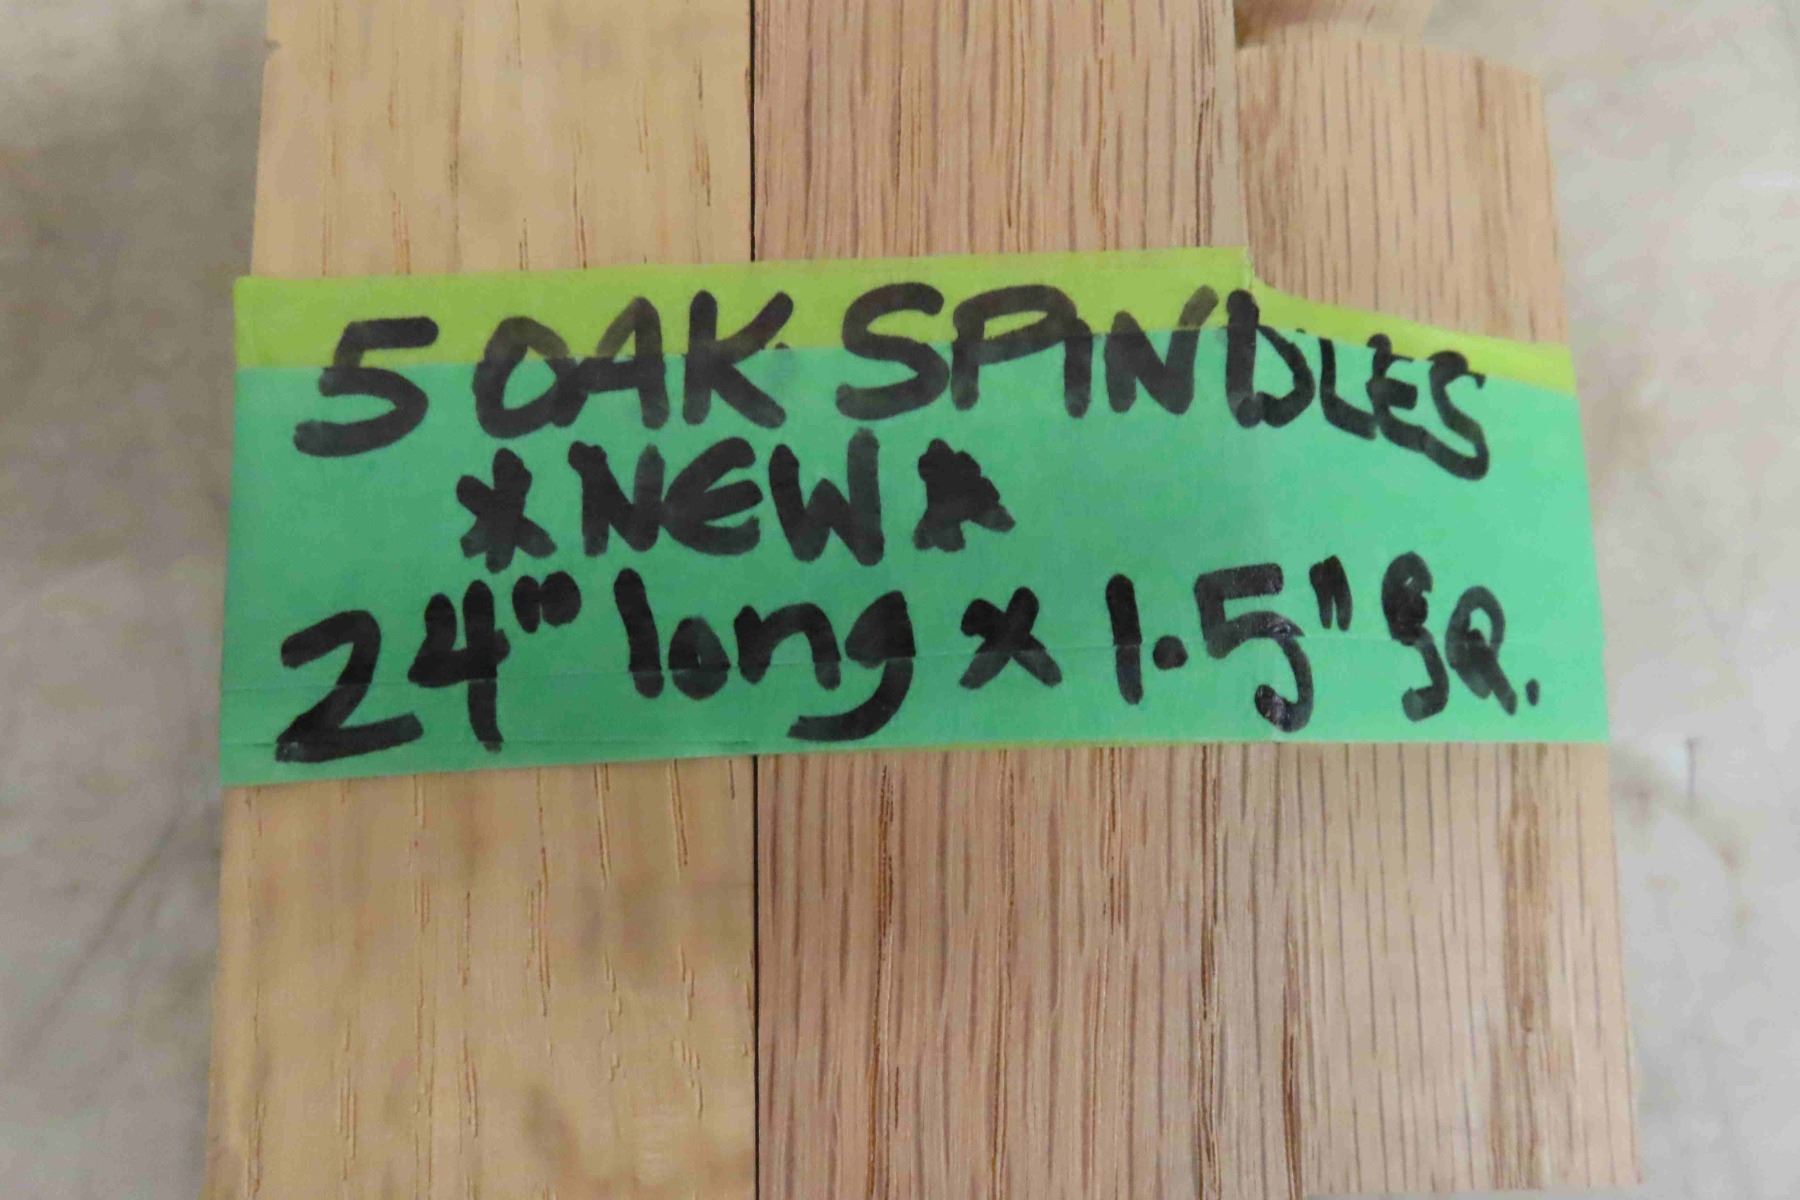 5 OAK SPINDLES
*NEW*
24" long x 1.5" SQ.